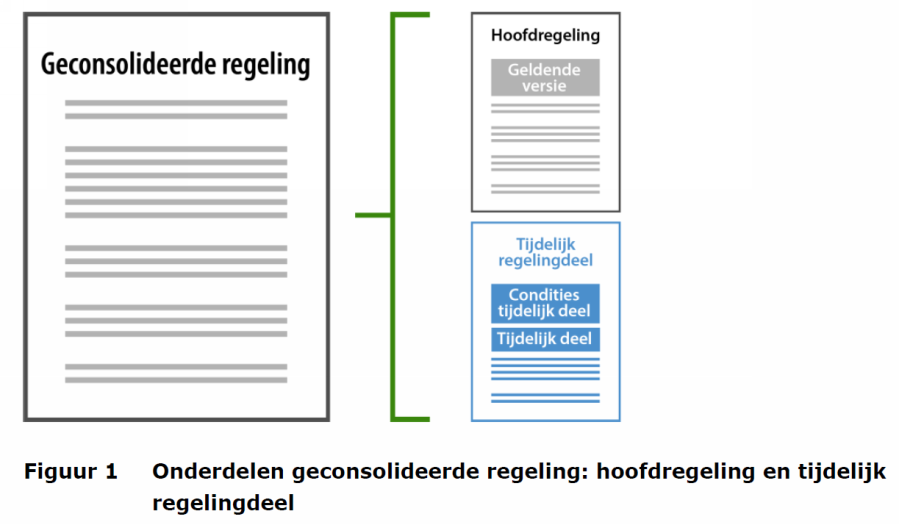 Geconsolideerde regeling
Hoofdregeling
Geldende
versie
Tijdelijk
regelingdeel
Condities
tijdelijk deel
Tijdelijk deel
Figuur 1 Onderdelen geconsolideerde regeling: hoofdregeling en tijdelijk
regelingdeel